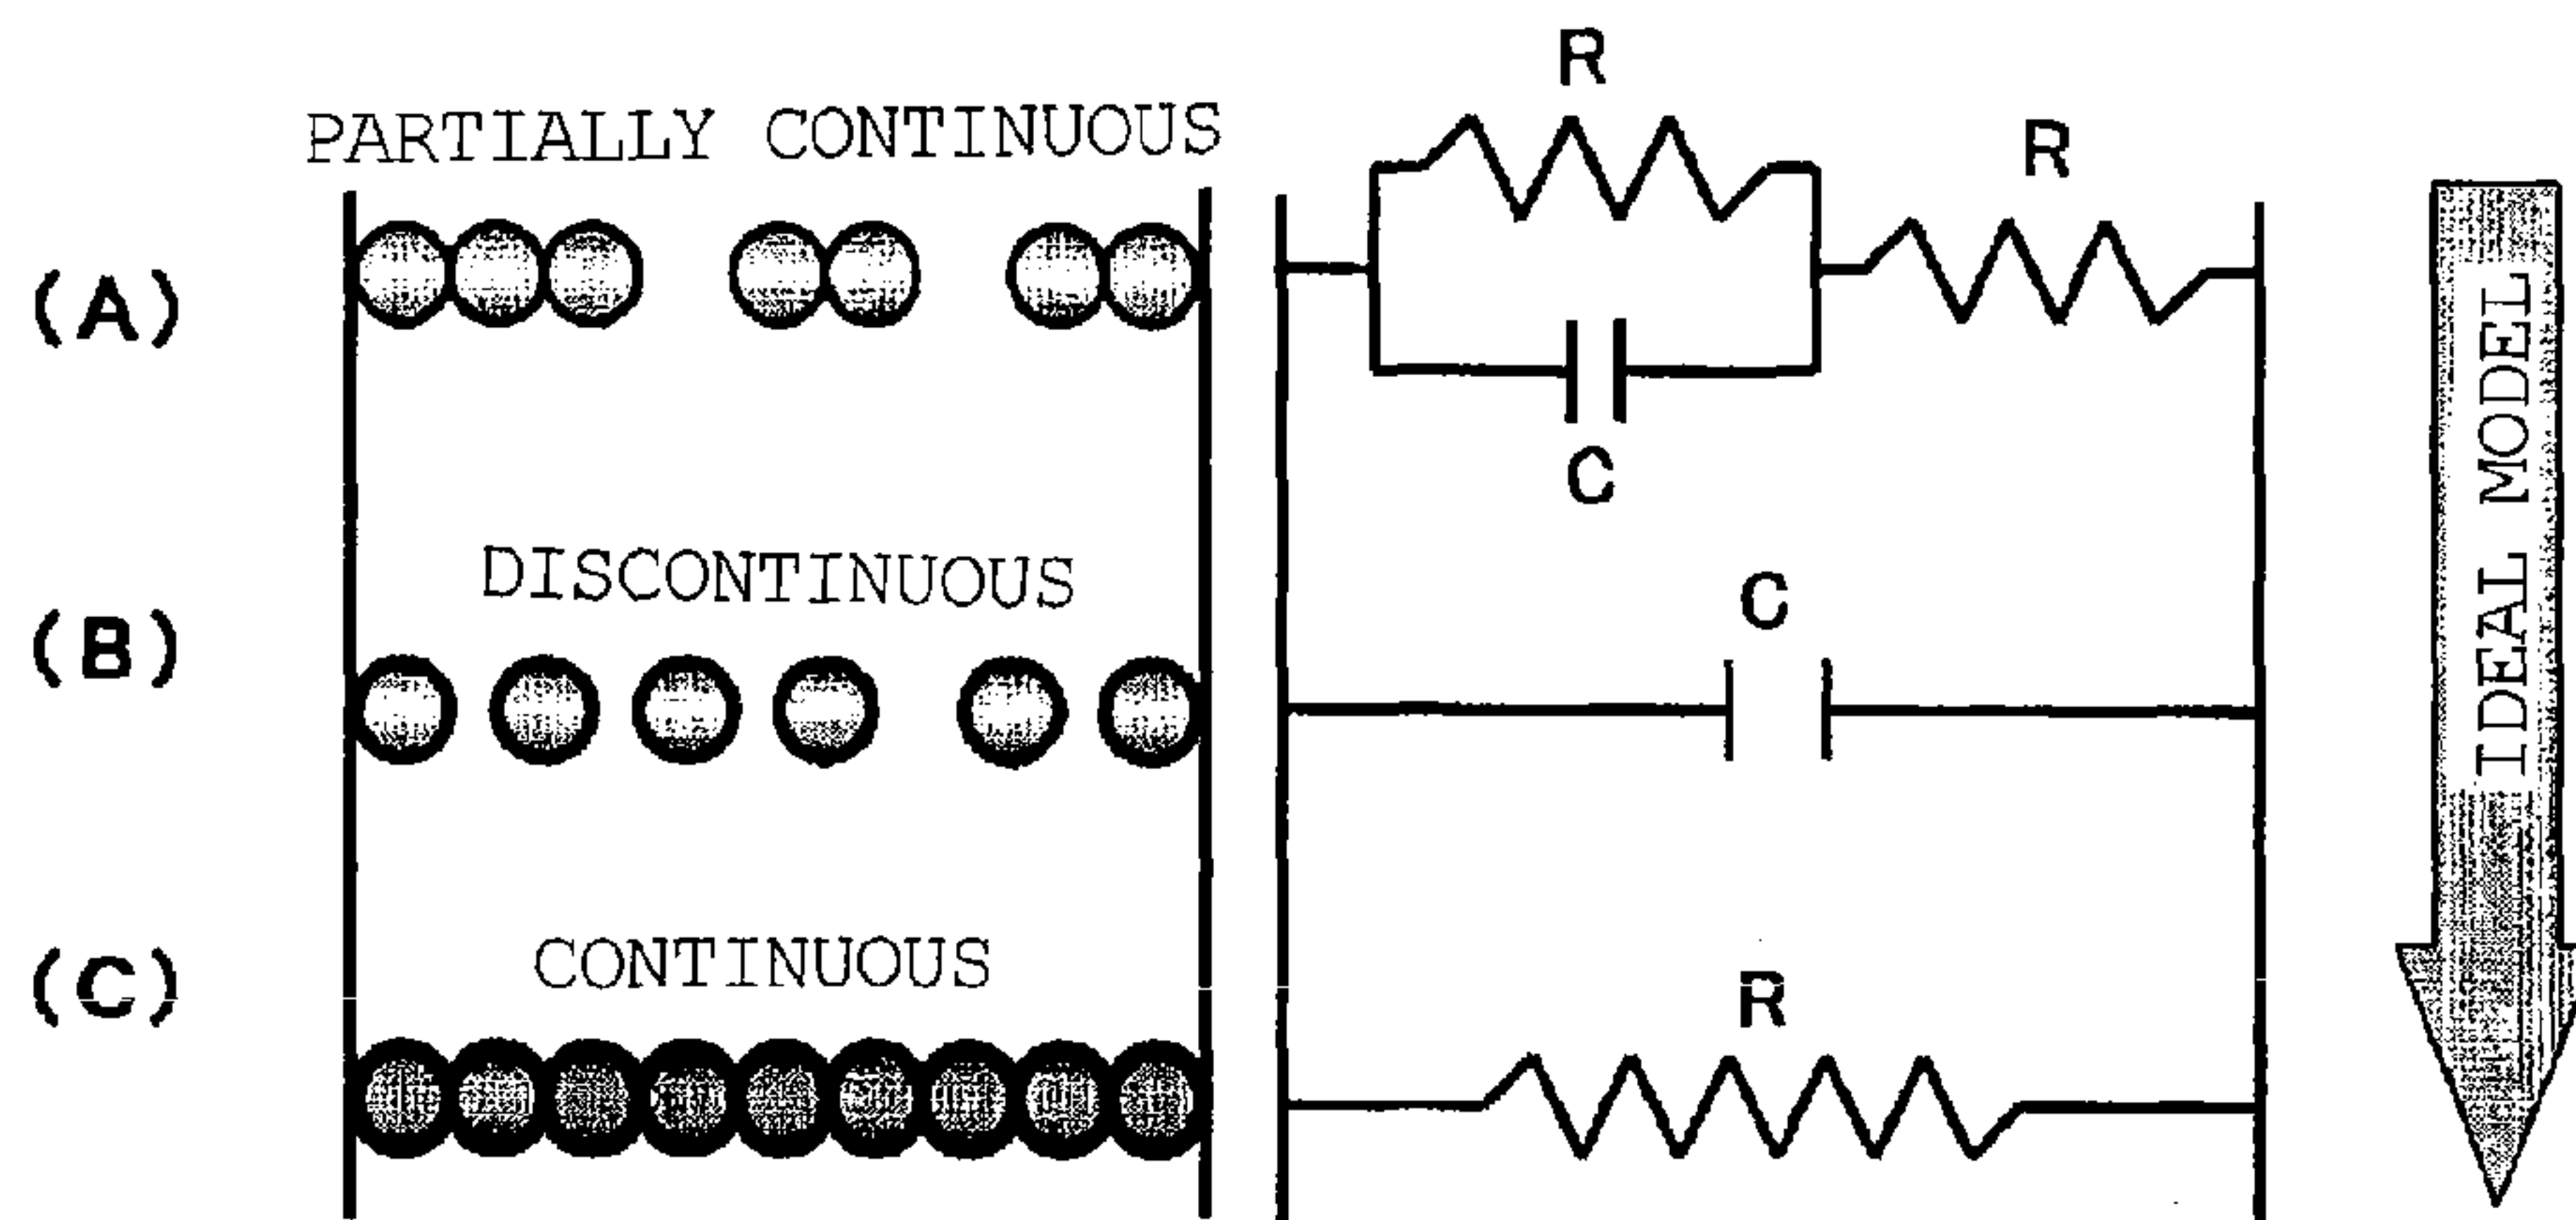 R
PARTIALLY CONTINUOUS
R
(A)
C
IDEAL MODEL
DISCONTINUOUS
C
(B)
CONTINUOUS
(C)
R